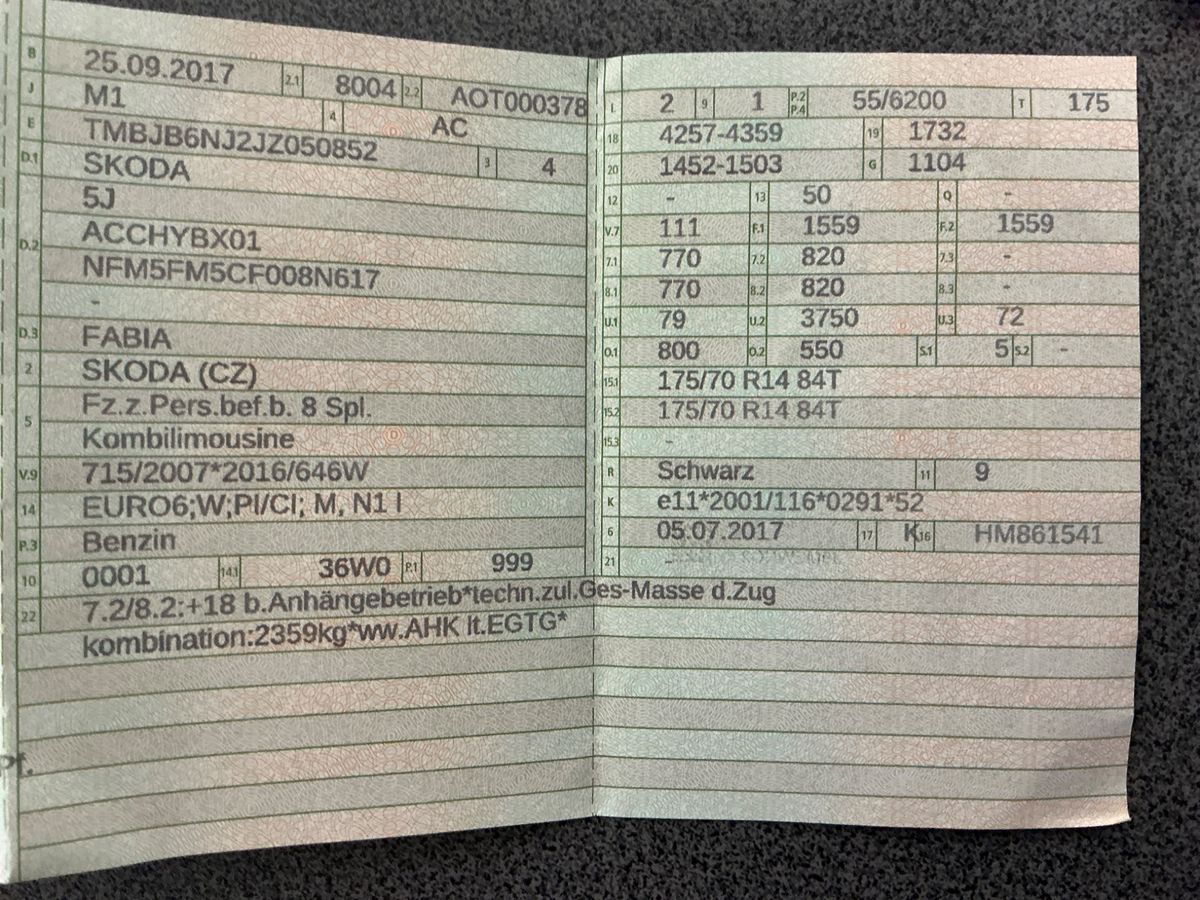 B 25.09.2017 2.1 8004 2.2 AOT000378
J M1 4 AC
E TMBJB6NJ2JZ050852 3 4
D.1 SKODA
5J
D.2 ACCHYBX01
NFM5FM5CF008N617
-
D.3 FABIA
2 SKODA (CZ)
5 Fz.z.Pers.bef.b. 8 Spl.
Kombilimousine
V.9 715/2007*2016/646W
14 EURO6;W;PI/CI; M, N1 I
P.3 Benzin
10 0001 14.1 36W0 P.1 999
22 7.2/8.2:+18 b.Anhängebetrieb*techn.zul.Ges-Masse d.Zug
kombination:2359kg*ww.AHK lt.EGTG*
L 2 9 1 P.2 P.4 55/6200 T 175
18 4257-4359 19 1732
20 1452-1503 G 1104
12 - 13 50 Q -
V.7 111 F.1 1559 F.2 1559
7.1 770 7.2 820 7.3 -
8.1 770 8.2 820 8.3 -
U.1 79 U.2 3750 U.3 72
O.1 800 O.2 550 S.1 5 S.2 -
15.1 175/70 R14 84T
15.2 175/70 R14 84T
15.3 -
R Schwarz 11 9
K e11*2001/116*0291*52
6 05.07.2017 17 K 16 HM861541
21 -